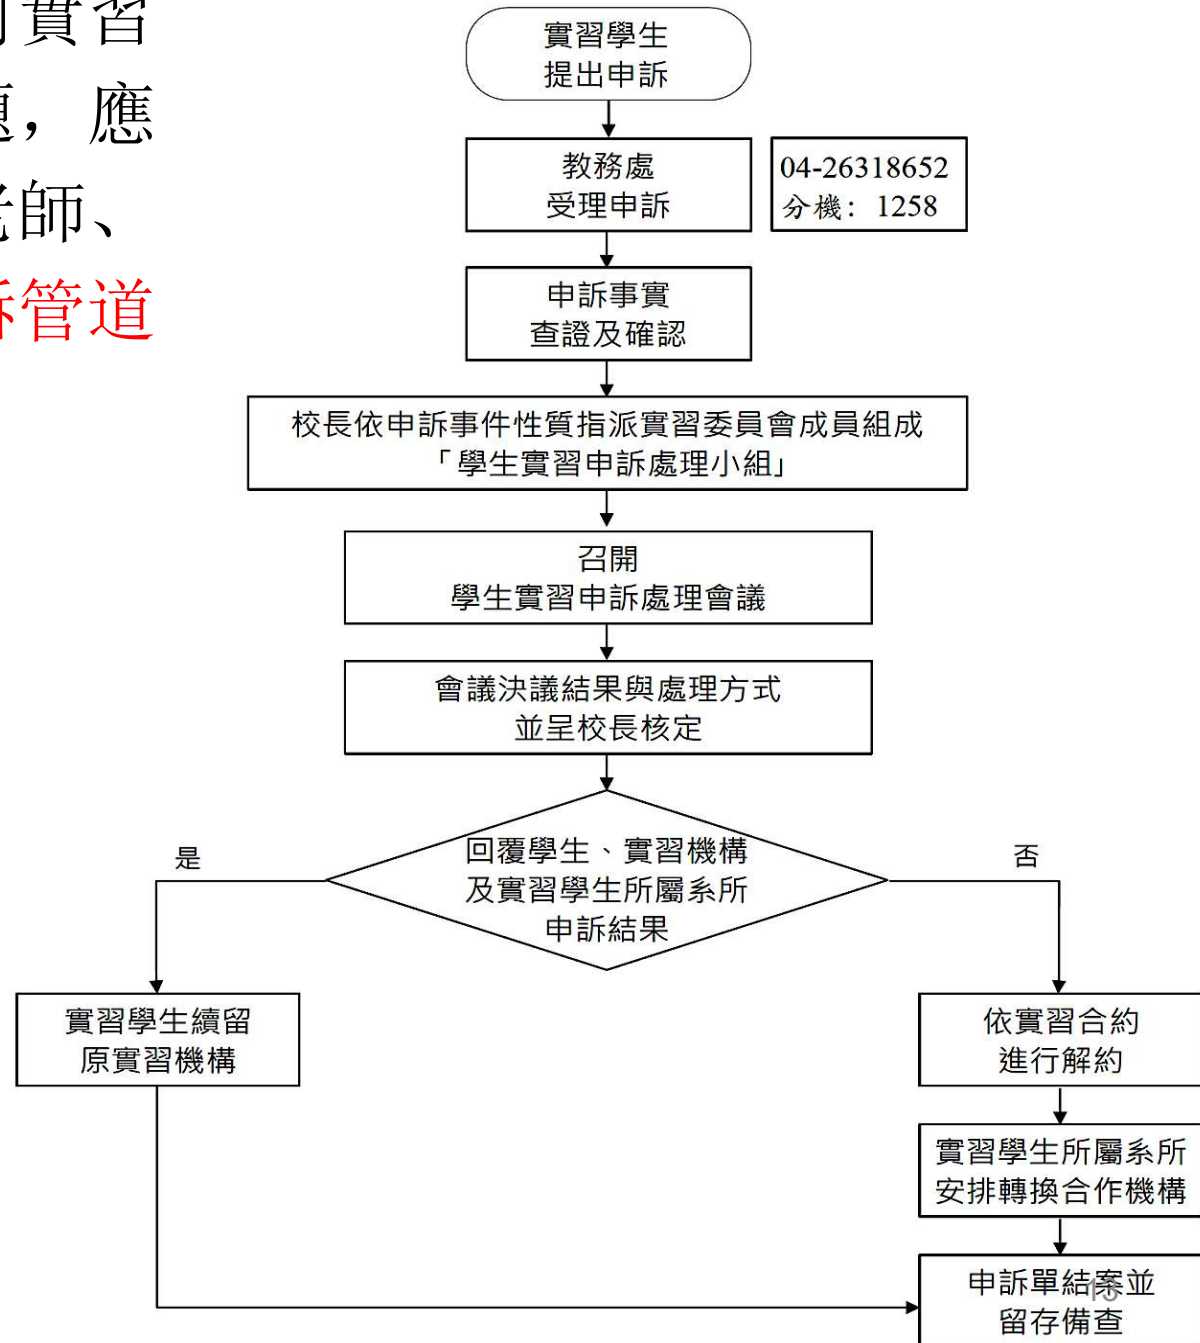 實習
，應
師、
訴管道
實習學生
提出申訴
教務處
受理申訴
04-26318652
分機：1258
申訴事實
查證及確認
校長依申訴事件性質指派實習委員會成員組成
「學生實習申訴處理小組」
召開
學生實習申訴處理會議
會議決議結果與處理方式
並呈校長核定
回覆學生、實習機構
及實習學生所屬系所
申訴結果
是
否
實習學生續留
原實習機構
依實習合約
進行解約
實習學生所屬系所
安排轉換合作機構
申訴單結案並
留存備查
13